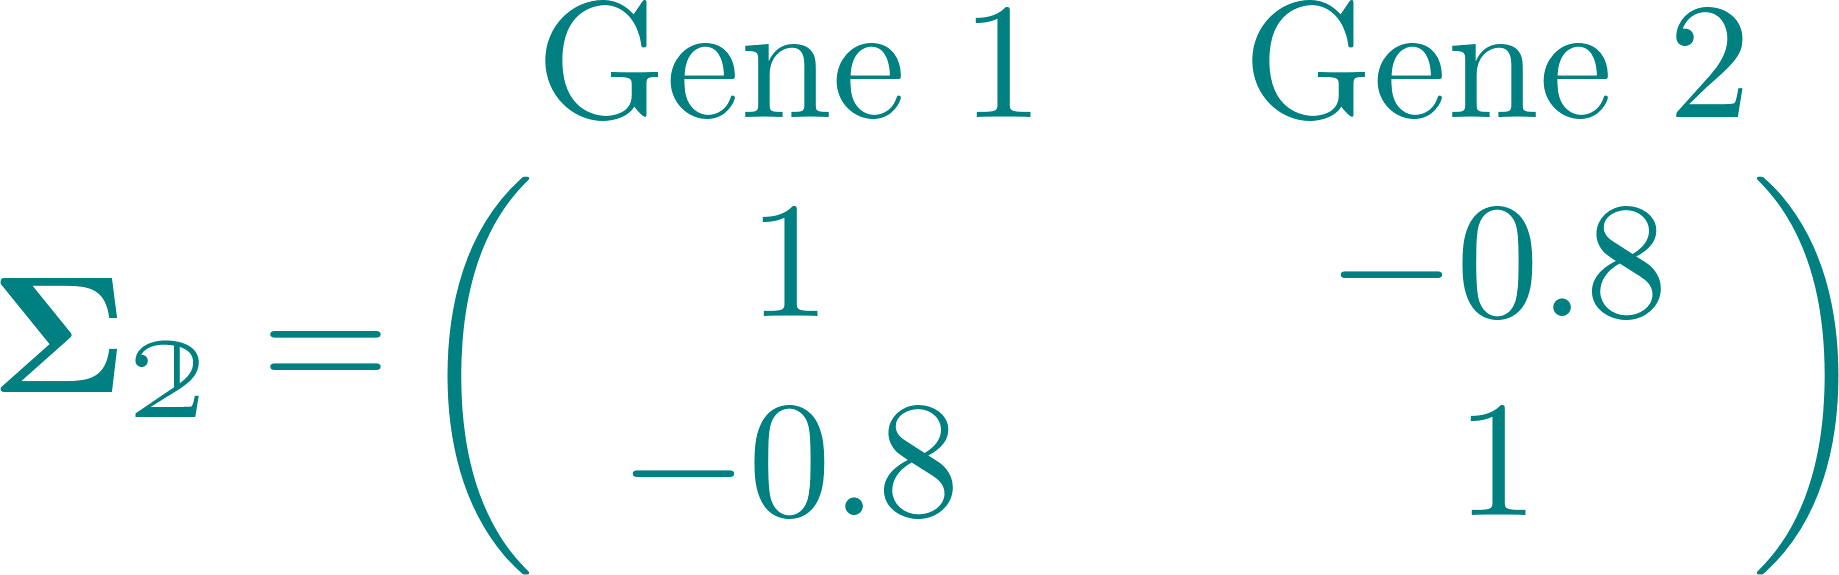 Gene 1 Gene 2
1 −0.8
Σ₂ =
−0.8 1